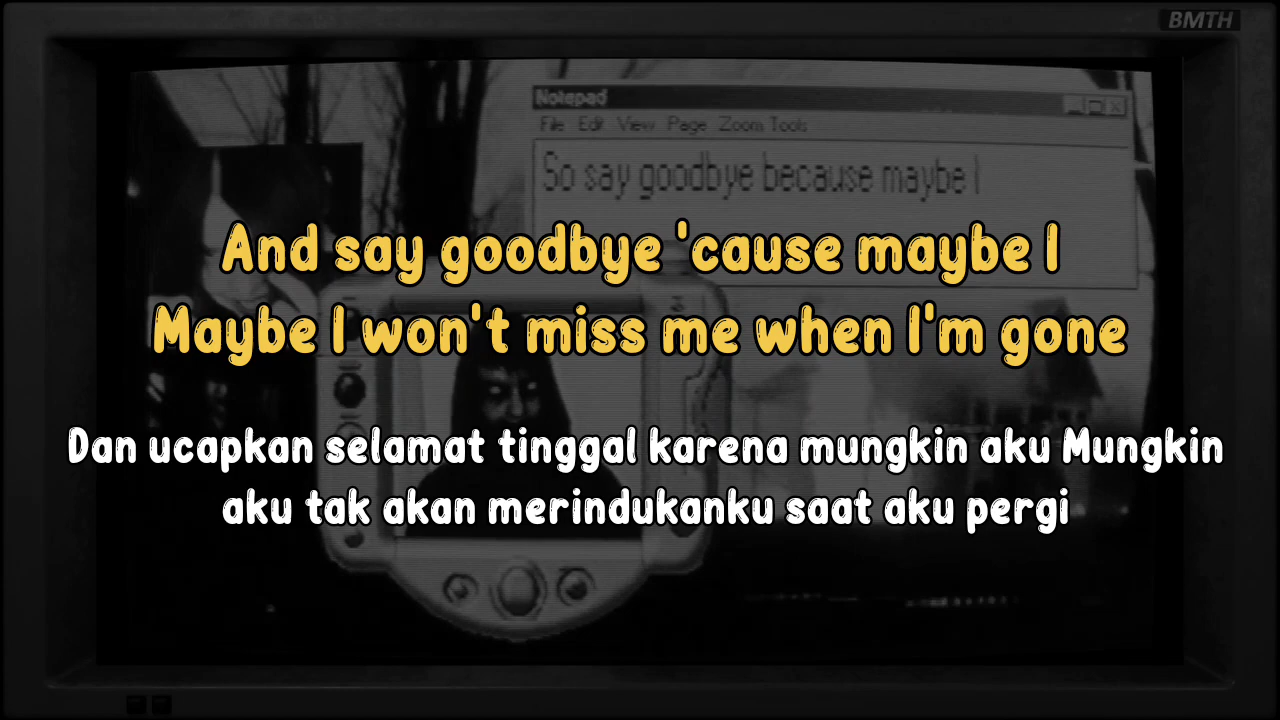 BMTH
Notepad
File Edit View Page Zoom Tools
So say goodbye because maybe I
And say goodbye 'cause maybe I
Maybe I won't miss me when I'm gone
Dan ucapkan selamat tinggal karena mungkin aku Mungkin
aku tak akan merindukanku saat aku pergi